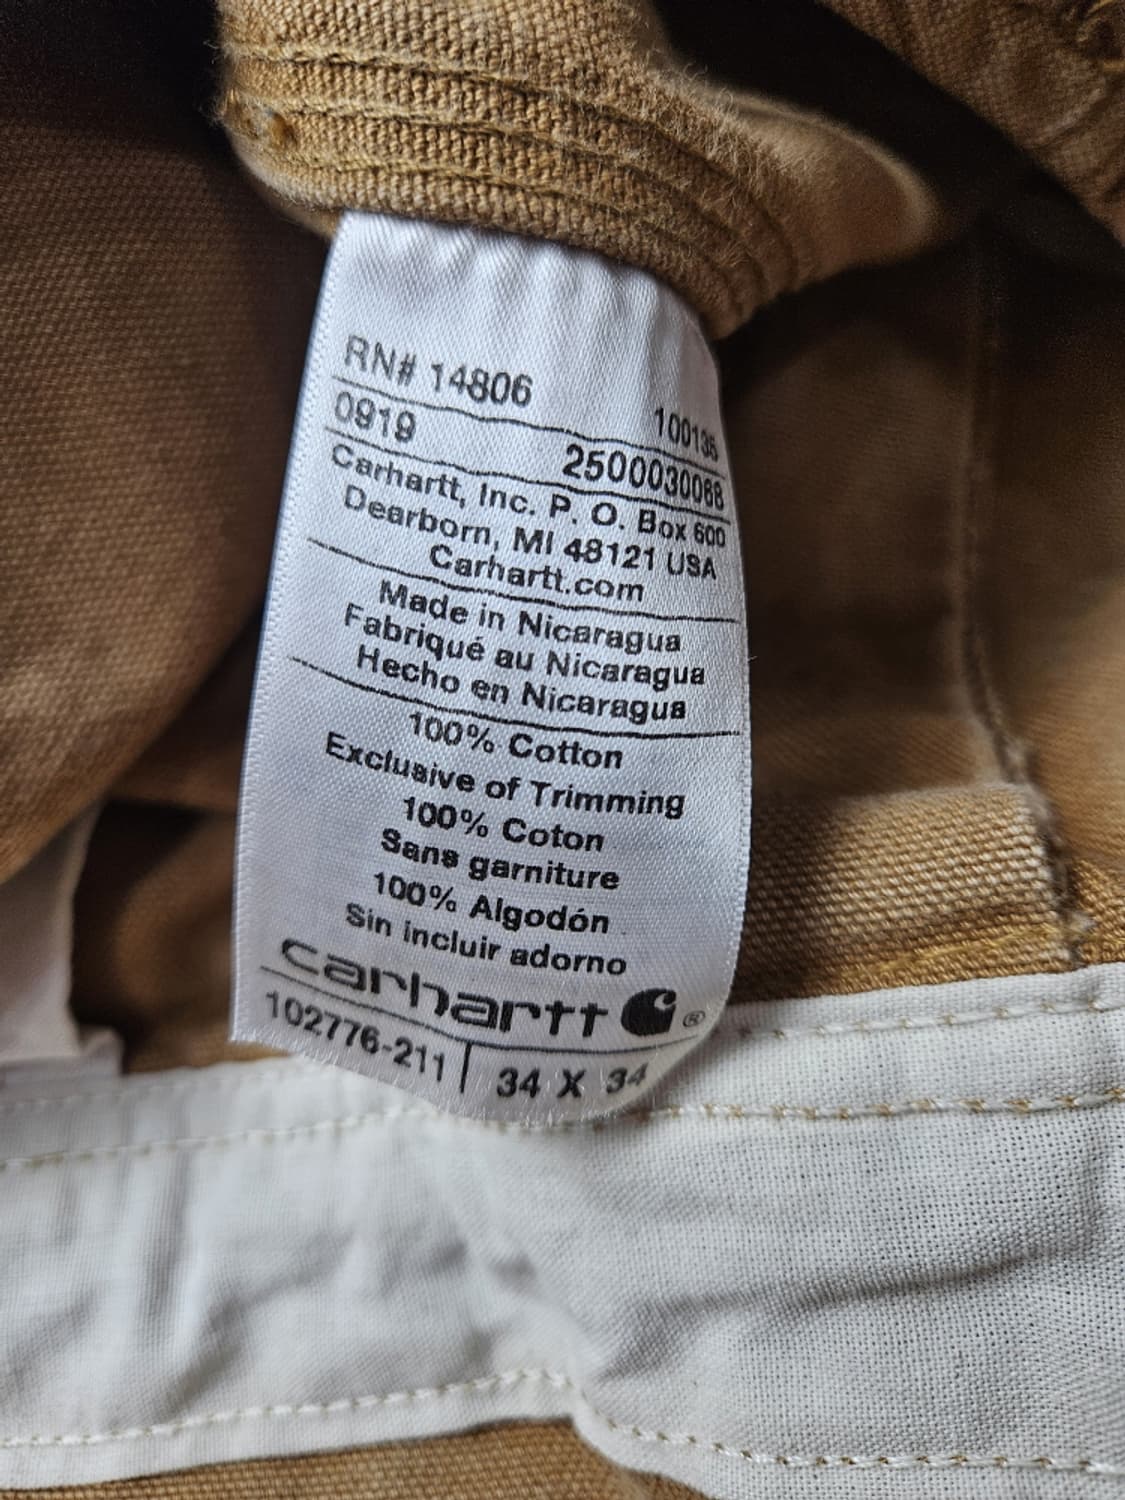 RN# 14806 100135
0919 2500030088
Carhartt, Inc. P. O. Box 600
Dearborn, MI 48121 USA
Carhartt.com
Made in Nicaragua
Fabriqué au Nicaragua
Hecho en Nicaragua
100% Cotton
Exclusive of Trimming
100% Coton
Sans garniture
100% Algodón
Sin incluir adorno
carhartt ®
102776-211 | 34 X 34